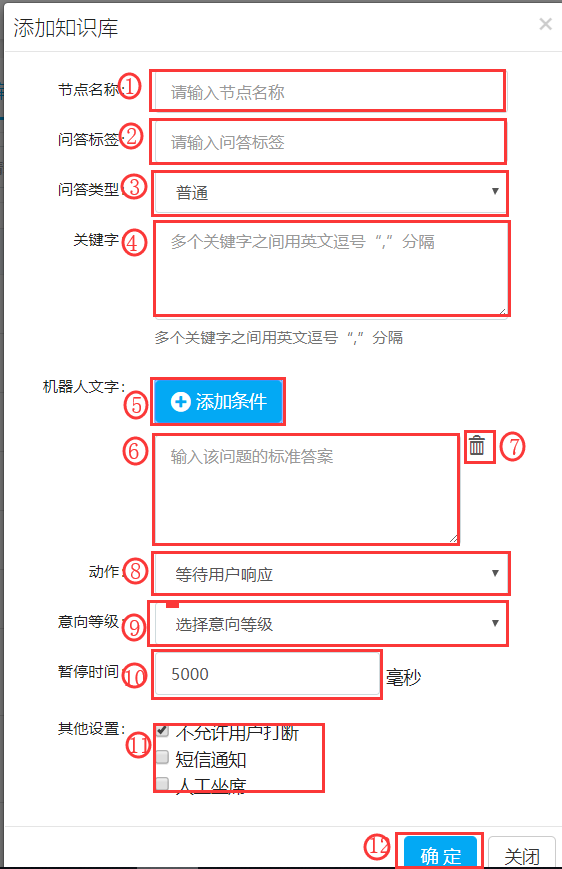 添加知识库 ×
节点名称: ① 请输入节点名称
问答标签: ② 请输入问答标签
问答类型: ③ 普通
关键字 ④ 多个关键字之间用英文逗号“,”分隔
多个关键字之间用英文逗号“,”分隔
机器人文字: ⑤ 添加条件
⑥ 输入该问题的标准答案 ⑦
动作: ⑧ 等待用户响应
意向等级: ⑨ 选择意向等级
暂停时间: ⑩ 5000 毫秒
其他设置: ⑪ 不允许用户打断
短信通知
人工坐席
⑫ 确定 关闭